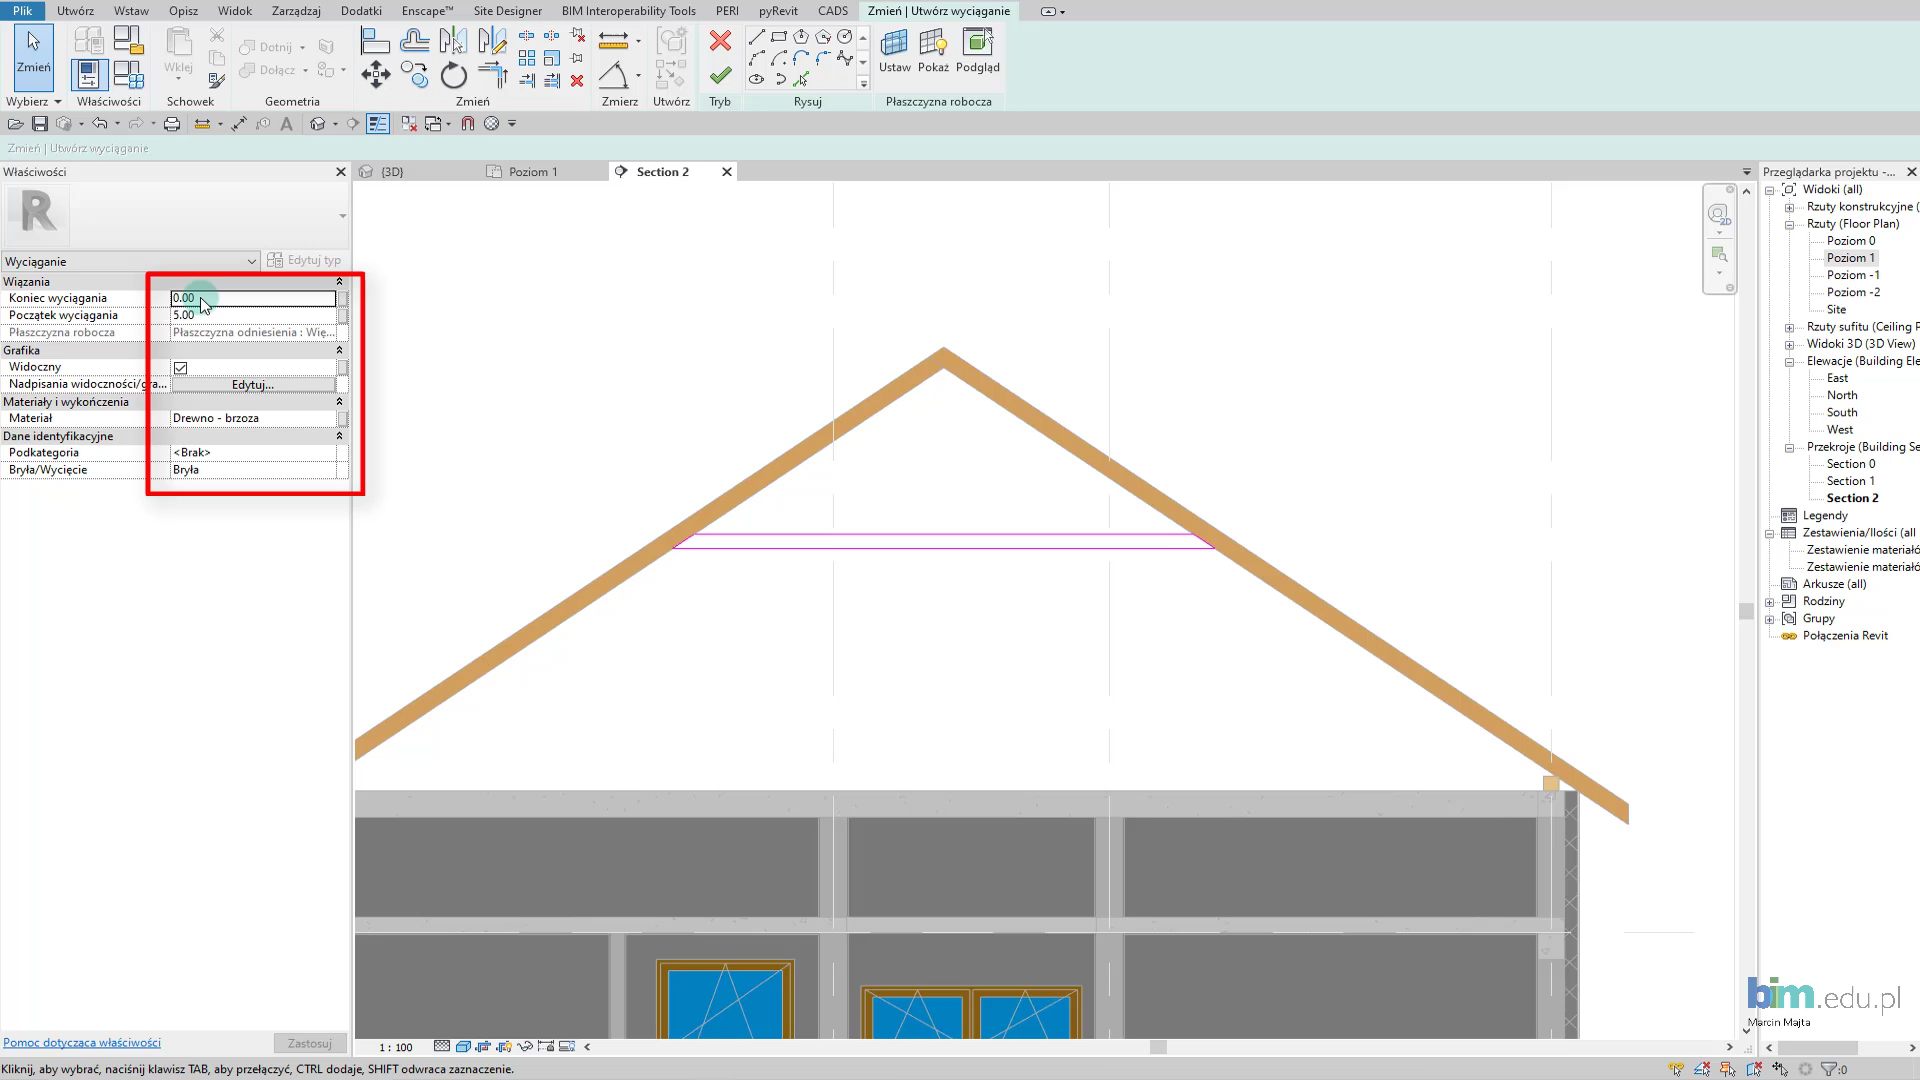 Plik Utwórz Wstaw Opisz Widok Zarządzaj Dodatki Enscape™ Site Designer BIM Interoperability Tools PERI pyRevit CADS Zmień | Utwórz wyciąganie
Zmień Wklej Dotnij Dołącz Ustaw Pokaż Podgląd
Wybierz Właściwości Schowek Geometria Zmień Zmierz Utwórz Tryb Rysuj Płaszczyzna robocza
Zmień | Utwórz wyciąganie
Właściwości
{3D} Poziom 1 Section 2
Przeglądarka projektu -...
R
Wyciąganie Edytuj typ
Wiązania
Koniec wyciągania 0.00
Początek wyciągania 5.00
Płaszczyzna robocza Płaszczyzna odniesienia : Wię...
Grafika
Widoczny
Nadpisania widoczności/gra... Edytuj...
Materiały i wykończenia
Materiał Drewno - brzoza
Dane identyfikacyjne
Podkategoria <Brak>
Bryła/Wycięcie Bryła
2D
Widoki (all)
Rzuty konstrukcyjne (
Rzuty (Floor Plan)
Poziom 0
Poziom 1
Poziom -1
Poziom -2
Site
Rzuty sufitu (Ceiling P
Widoki 3D (3D View)
Elewacje (Building Ele
East
North
South
West
Przekroje (Building Se
Section 0
Section 1
Section 2
Legendy
Zestawienia/Ilości (all
Zestawienie materiałó
Zestawienie materiałó
Arkusze (all)
Rodziny
Grupy
Połączenia Revit
bim.edu.pl
Marcin Majta
Pomoc dotycząca właściwości Zastosuj
1 : 100
Kliknij, aby wybrać, naciśnij klawisz TAB, aby przełączyć, CTRL dodaje, SHIFT odwraca zaznaczenie.
:0